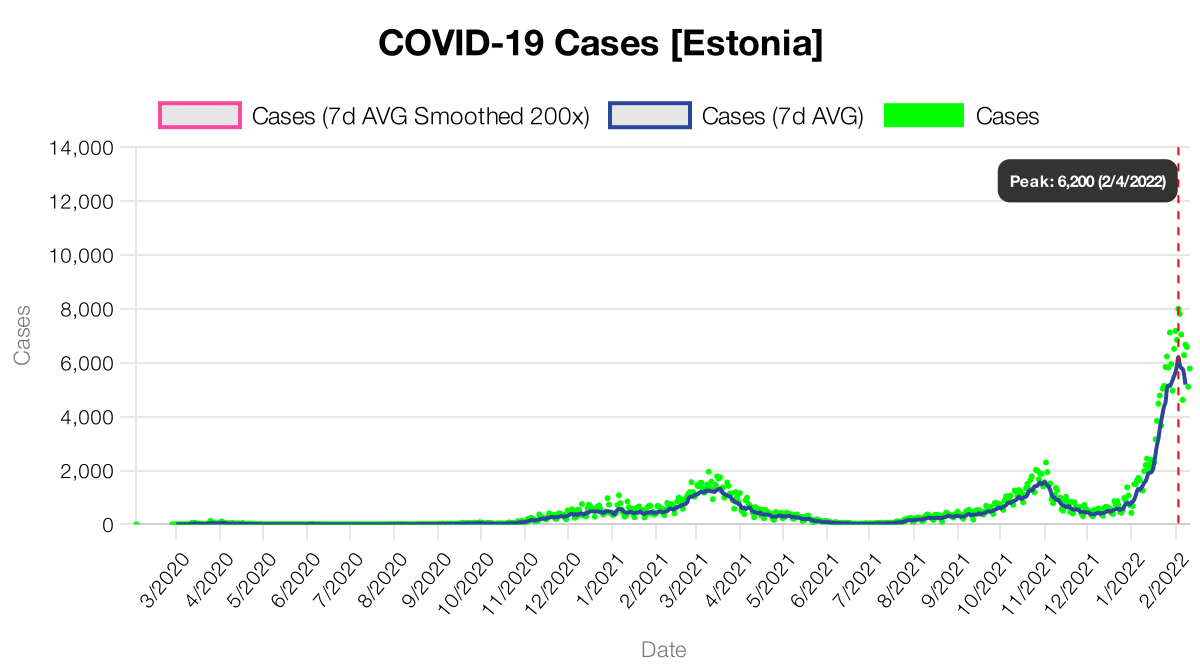 COVID-19 Cases [Estonia]
Cases (7d AVG Smoothed 200x) Cases (7d AVG) Cases
14,000
12,000
10,000
8,000
6,000
4,000
2,000
0
Cases
Peak: 6,200 (2/4/2022)
3/2020 4/2020 5/2020 6/2020 7/2020 8/2020 9/2020 10/2020 11/2020 12/2020 1/2021 2/2021 3/2021 4/2021 5/2021 6/2021 7/2021 8/2021 9/2021 10/2021 11/2021 12/2021 1/2022 2/2022
Date